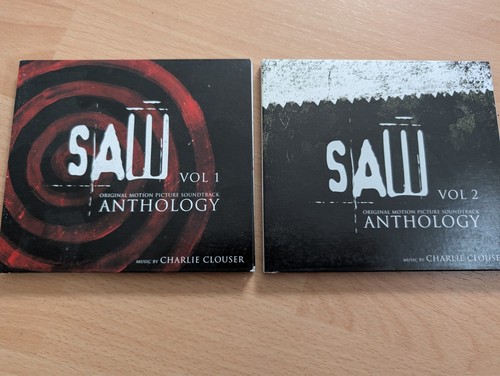 SAW
VOL 1
ORIGINAL MOTION PICTURE SOUNDTRACK
ANTHOLOGY
MUSIC BY CHARLIE CLOUSER
SAW
VOL 2
ORIGINAL MOTION PICTURE SOUNDTRACK
ANTHOLOGY
MUSIC BY CHARLIE CLOUSER